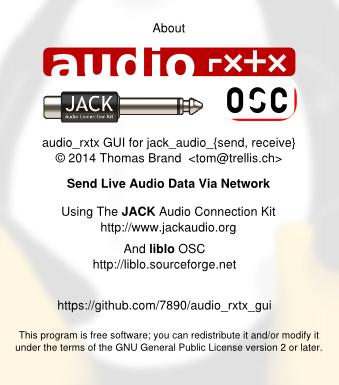 About
audio rx+x
JACK
Audio Connection Kit
OSC
audio_rxtx GUI for jack_audio_{send, receive}
© 2014 Thomas Brand <tom@trellis.ch>
Send Live Audio Data Via Network
Using The JACK Audio Connection Kit
http://www.jackaudio.org
And liblo OSC
http://liblo.sourceforge.net
https://github.com/7890/audio_rxtx_gui
This program is free software; you can redistribute it and/or modify it
under the terms of the GNU General Public License version 2 or later.